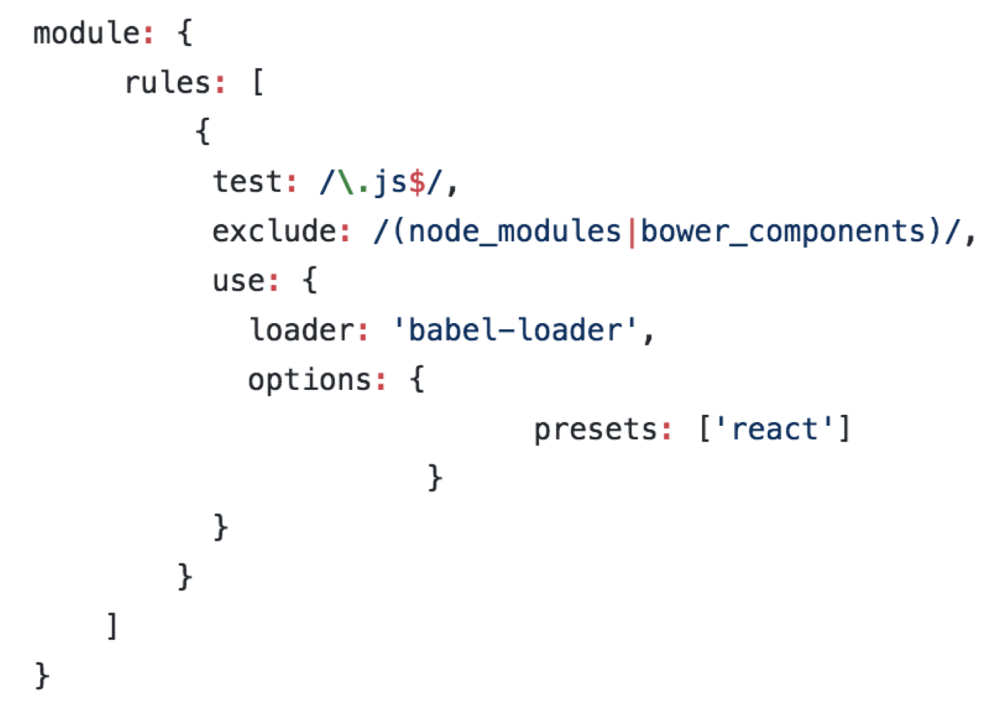 module: {
rules: [
{
test: /\.js$/,
exclude: /(node_modules|bower_components)/,
use: {
loader: 'babel-loader',
options: {
presets: ['react']
}
}
}
]
}